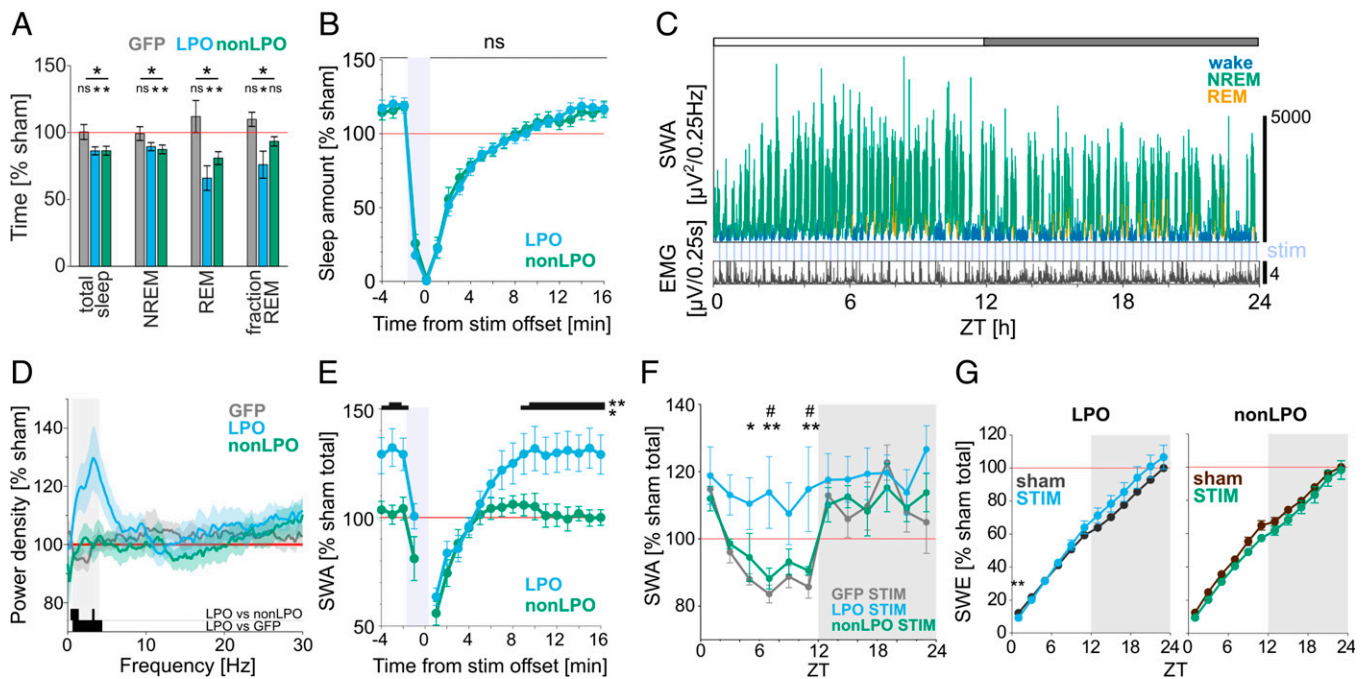 A
GFP LPO nonLPO
Time [% sham]
150
100
50
0
* * * *
ns ** ns ** ns ** ns * ns
total sleep
NREM
REM
fraction REM
B
ns
Sleep amount [% sham]
150
100
50
0
LPO
nonLPO
-4 0 4 8 12 16
Time from stim offset [min]
C
wake
NREM
REM
SWA [µV²/0.25Hz]
5000
stim
EMG [µV/0.25s]
4
0 6 12 18 24
ZT [h]
D
GFP
LPO
nonLPO
Power density [% sham]
140
120
100
80
LPO vs nonLPO
LPO vs GFP
0 10 20 30
Frequency [Hz]
E
**
*
SWA [% sham total]
150
100
50
LPO
nonLPO
-4 0 4 8 12 16
Time from stim offset [min]
F
SWA [% sham total]
140
120
100
80
# #
* ** **
GFP STIM
LPO STIM
nonLPO STIM
0 6 12 18 24
ZT
G
LPO nonLPO
SWE [% sham total]
120
100
80
60
40
20
0
sham
STIM
**
sham
STIM
0 6 12 18 24
0 6 12 18 24
ZT